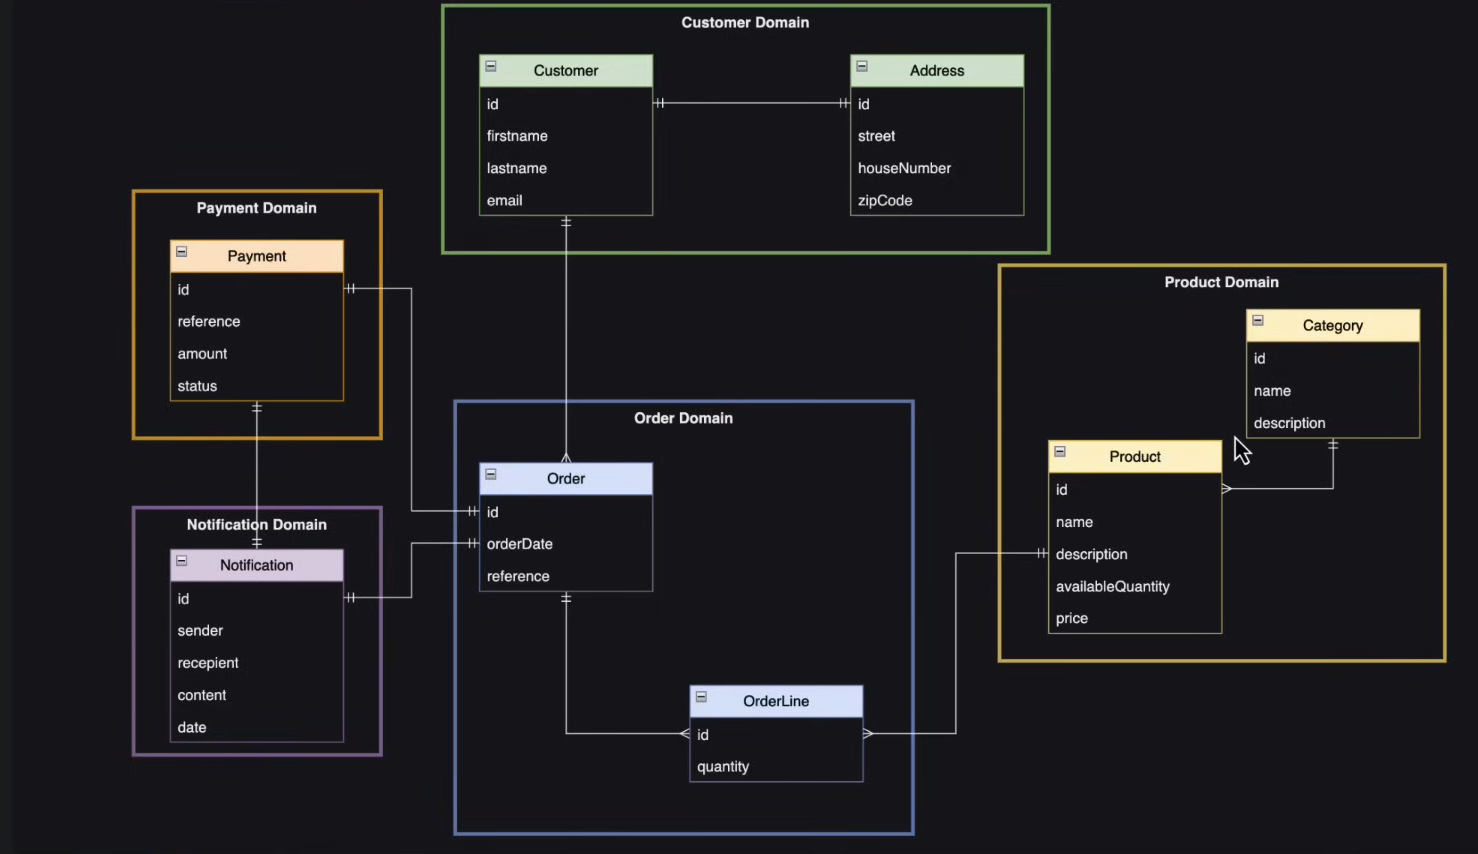 Customer Domain
Customer
id
firstname
lastname
email
Address
id
street
houseNumber
zipCode
Payment Domain
Payment
id
reference
amount
status
Product Domain
Category
id
name
description
Product
id
name
description
availableQuantity
price
Order Domain
Order
id
orderDate
reference
OrderLine
id
quantity
Notification Domain
Notification
id
sender
recepient
content
date